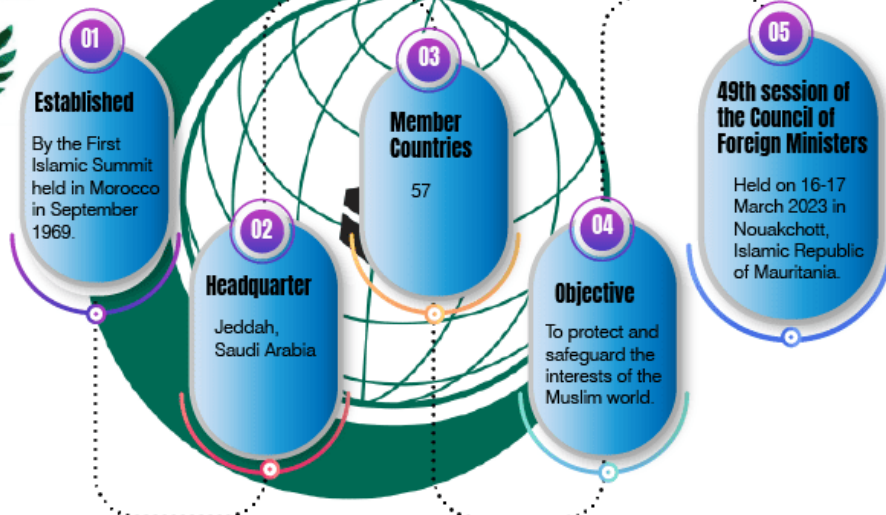 01
Established
By the First
Islamic Summit
held in Morocco
in September
1969.
02
Headquarter
Jeddah,
Saudi Arabia
03
Member
Countries
57
04
Objective
To protect and
safeguard the
interests of the
Muslim world.
05
49th session of
the Council of
Foreign Ministers
Held on 16-17
March 2023 in
Nouakchott,
Islamic Republic
of Mauritania.